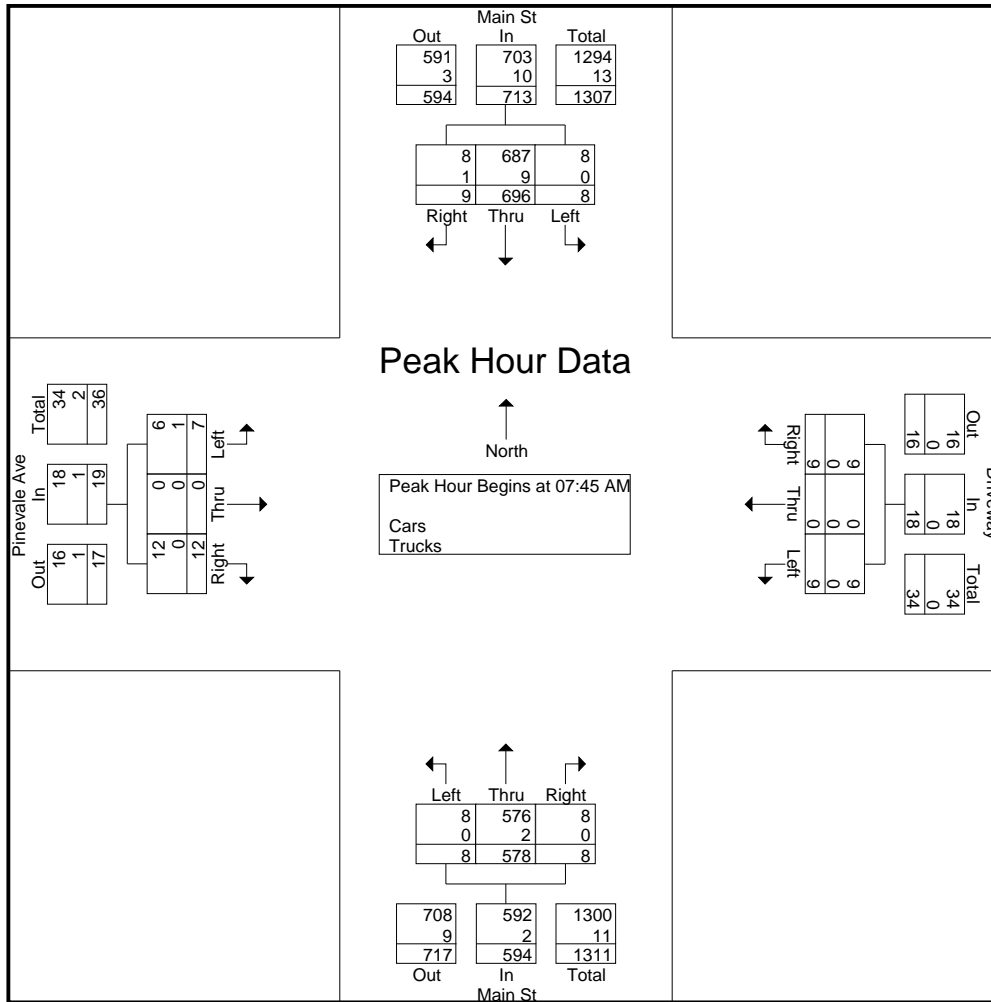 Main St
Out In Total
591 703 1294
3 10 13
594 713 1307
8 687 8
1 9 0
9 696 8
Right Thru Left
Pinevale Ave
Out In Total
16 18 34
1 1 2
17 19 36
12 0 6
0 0 1
12 0 7
Right Thru Left
Peak Hour Data
North
Peak Hour Begins at 07:45 AM
Cars
Trucks
Driveway
Out In Total
16 18 34
0 0 0
16 18 34
9 0 9
0 0 0
9 0 9
Right Thru Left
Left Thru Right
8 576 8
0 2 0
8 578 8
708 592 1300
9 2 11
717 594 1311
Out In Total
Main St